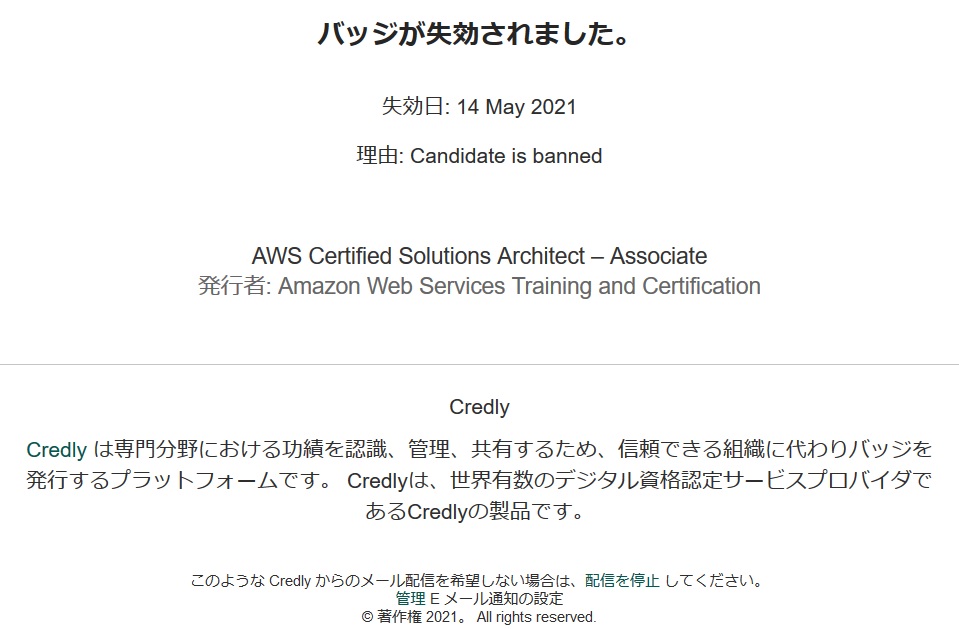 バッジが失効されました。
失効日: 14 May 2021
理由: Candidate is banned
AWS Certified Solutions Architect – Associate
発行者: Amazon Web Services Training and Certification
Credly
Credly は専門分野における功績を認識、管理、共有するため、信頼できる組織に代わりバッジを
発行するプラットフォームです。 Credlyは、世界有数のデジタル資格認定サービスプロバイダで
あるCredlyの製品です。
このような Credly からのメール配信を希望しない場合は、配信を停止 してください。
管理 E メール通知の設定
© 著作権 2021。 All rights reserved.